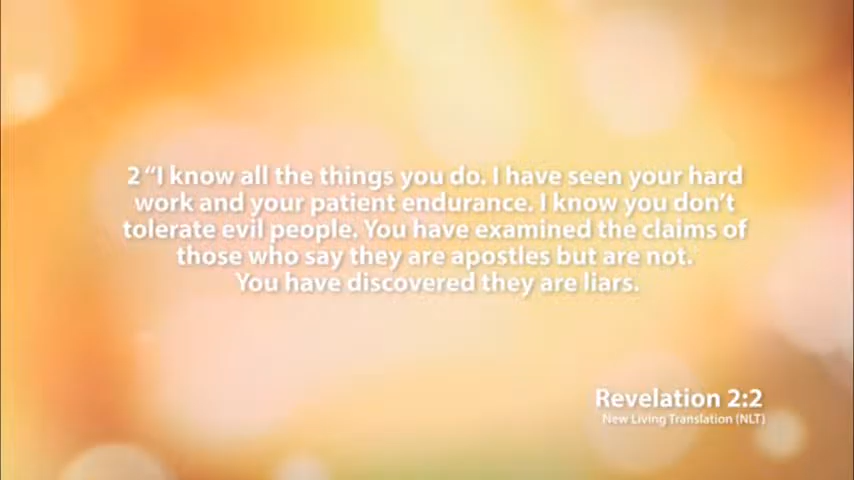 2 “I know all the things you do. I have seen your hard
work and your patient endurance. I know you don’t
tolerate evil people. You have examined the claims of
those who say they are apostles but are not.
You have discovered they are liars.
Revelation 2:2
New Living Translation (NLT)